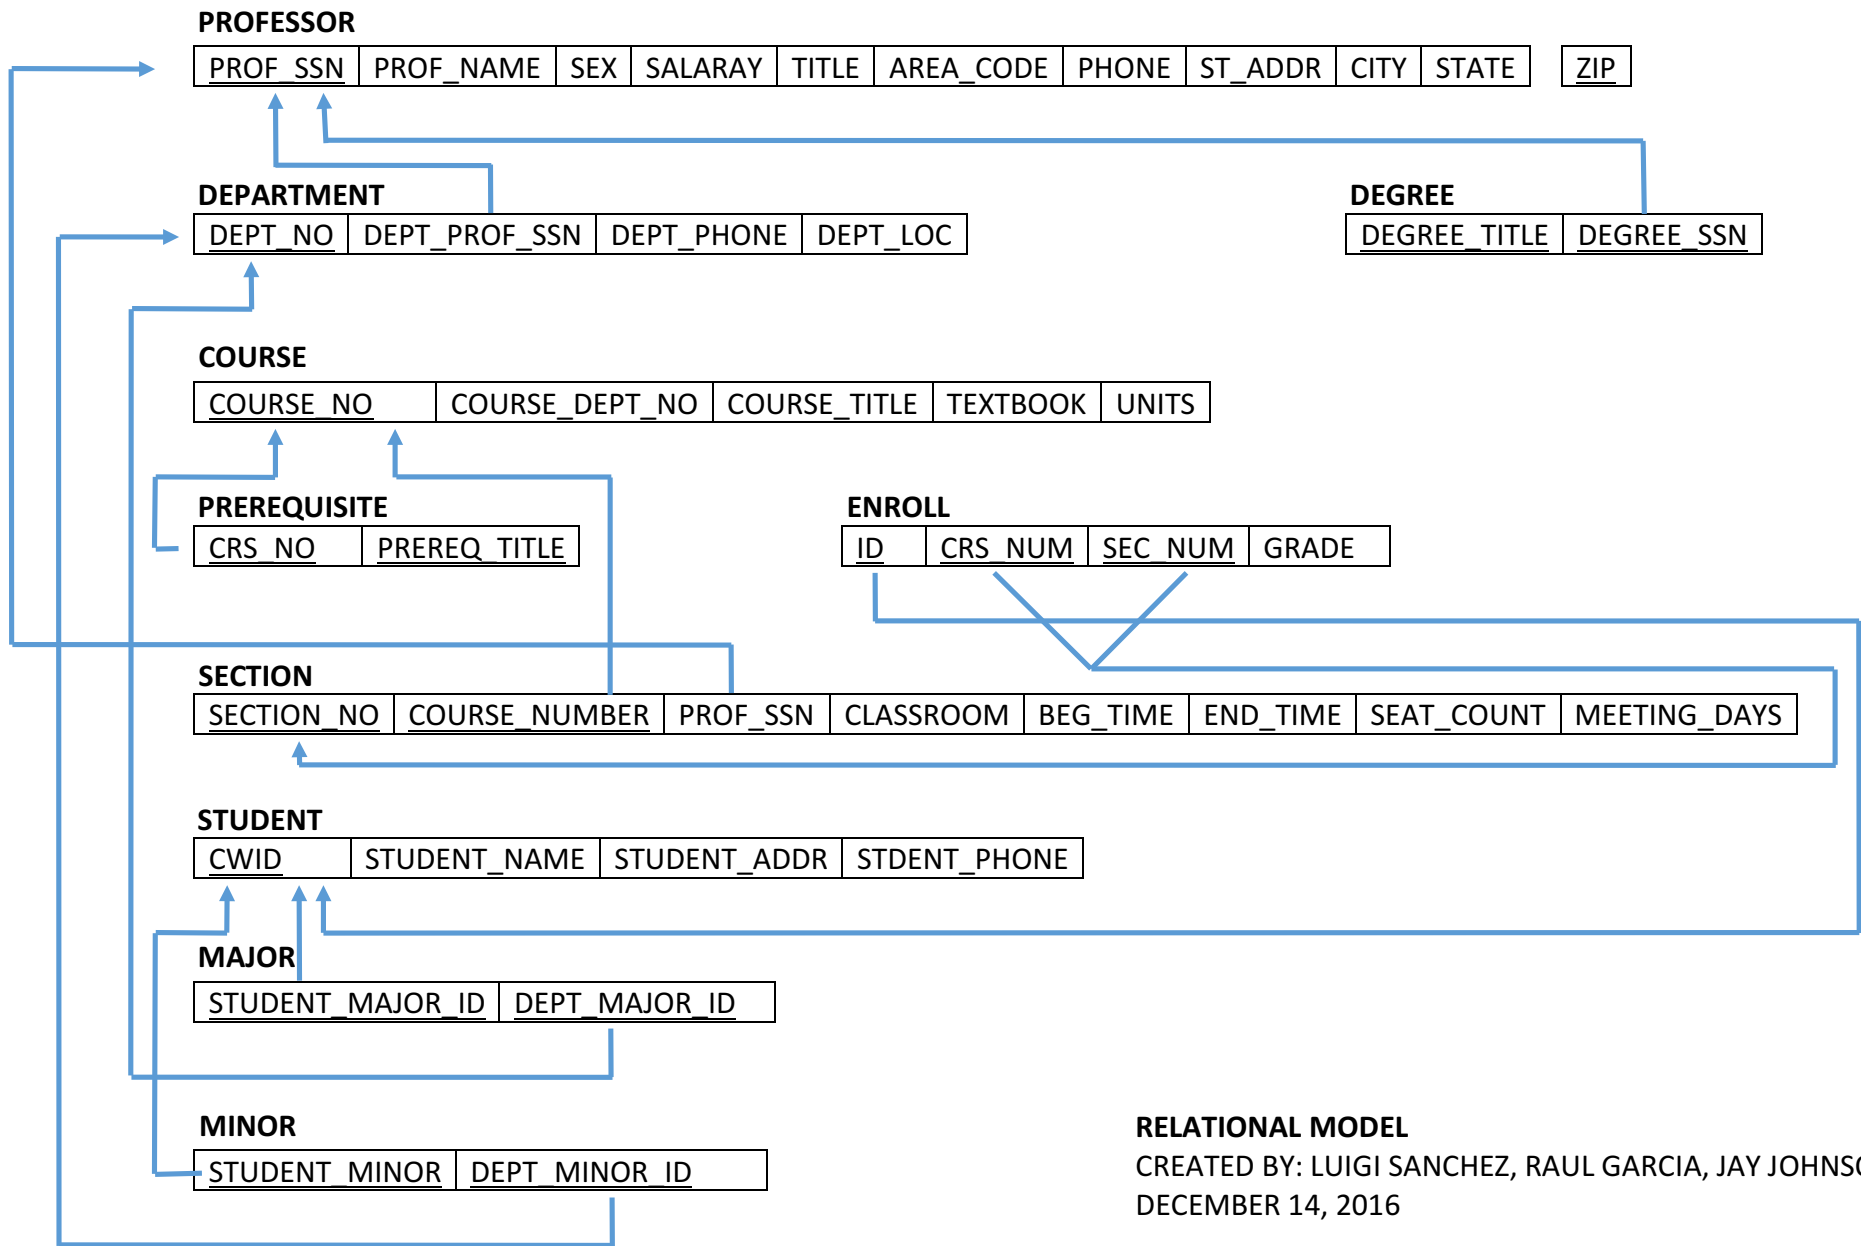 PROFESSOR
PROF_SSN PROF_NAME SEX SALARAY TITLE AREA_CODE PHONE ST_ADDR CITY STATE ZIP
DEPARTMENT DEGREE
DEPT_NO DEPT_PROF_SSN DEPT_PHONE DEPT_LOC DEGREE_TITLE DEGREE_SSN
COURSE
COURSE_NO COURSE_DEPT_NO COURSE_TITLE TEXTBOOK UNITS
PREREQUISITE ENROLL
CRS_NO PREREQ_TITLE ID CRS_NUM SEC_NUM GRADE
SECTION
SECTION_NO COURSE_NUMBER PROF_SSN CLASSROOM BEG_TIME END_TIME SEAT_COUNT MEETING_DAYS
STUDENT
CWID STUDENT_NAME STUDENT_ADDR STDENT_PHONE
MAJOR
STUDENT_MAJOR_ID DEPT_MAJOR_ID
MINOR
STUDENT_MINOR DEPT_MINOR_ID
RELATIONAL MODEL
CREATED BY: LUIGI SANCHEZ, RAUL GARCIA, JAY
DECEMBER 14, 2016